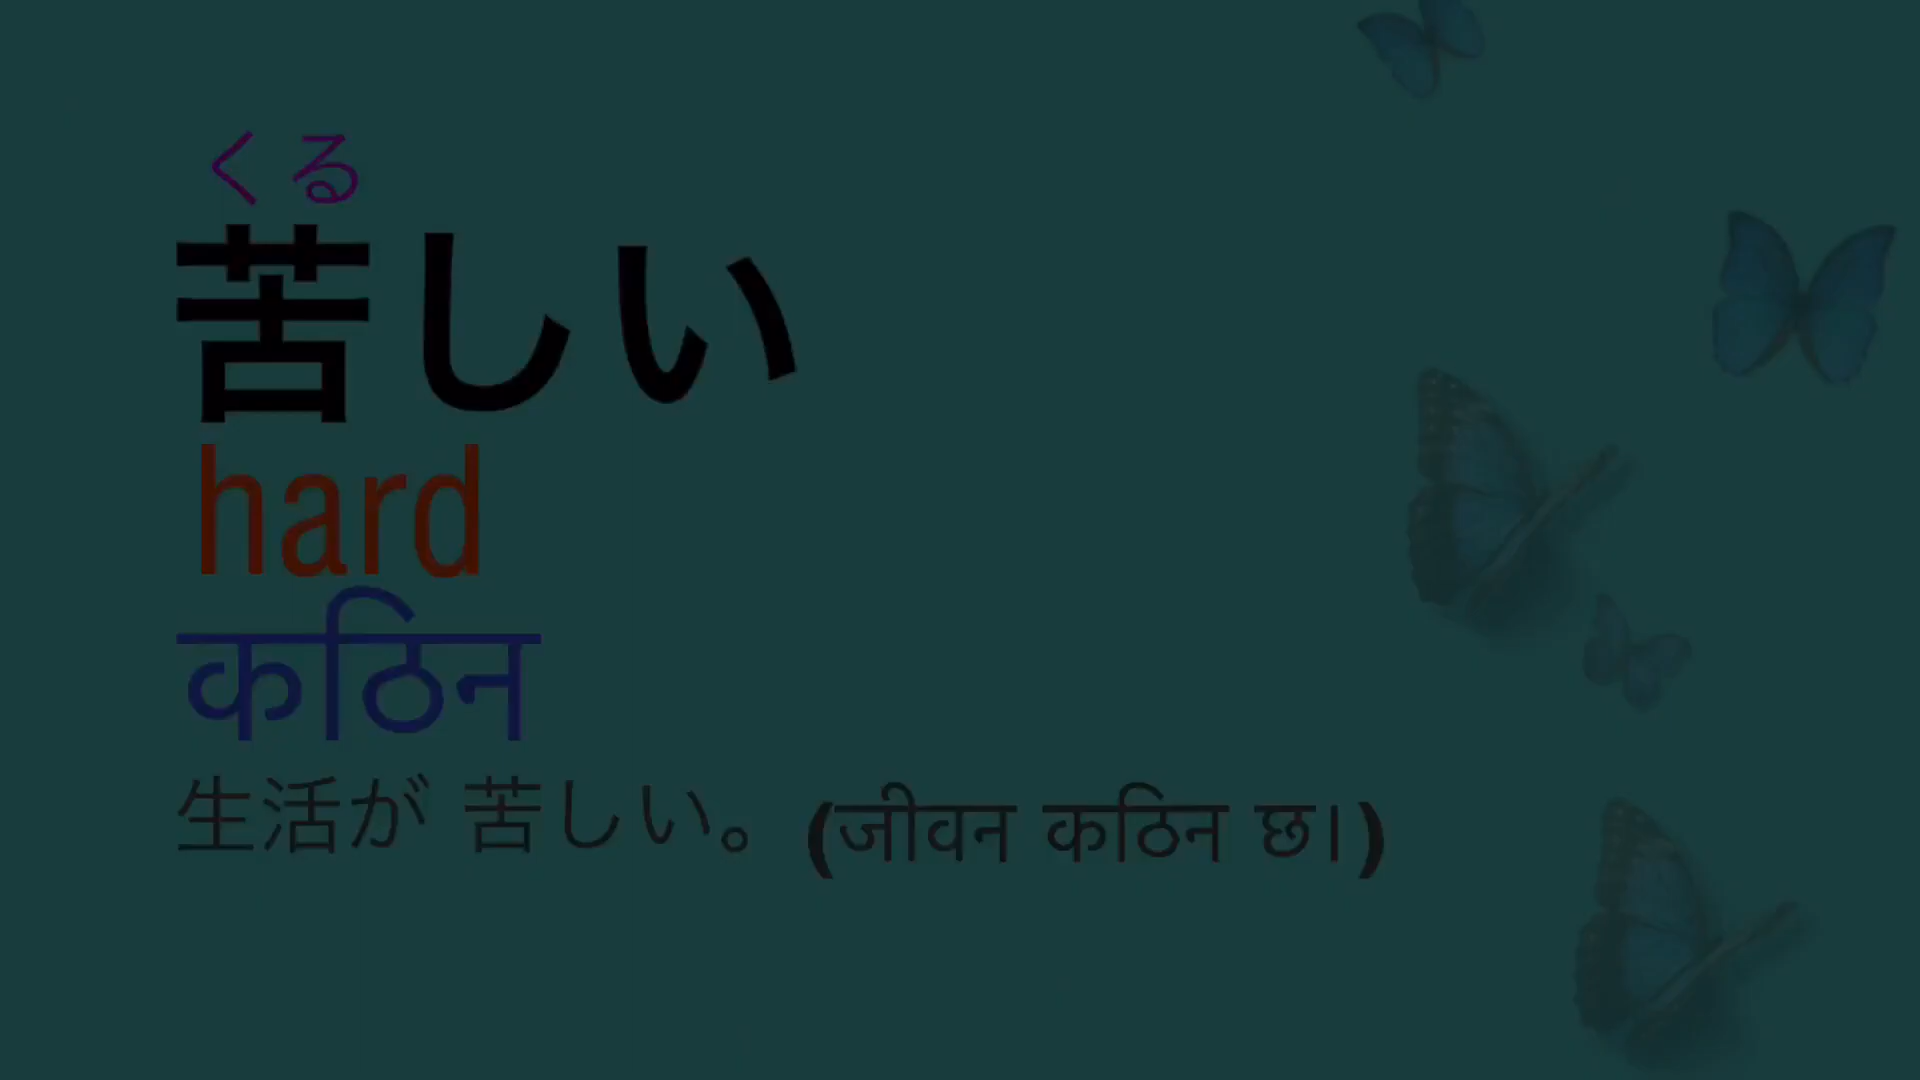 くる
苦しい
hard
कठिन
生活が 苦しい。 (जीवन कठिन छ।)